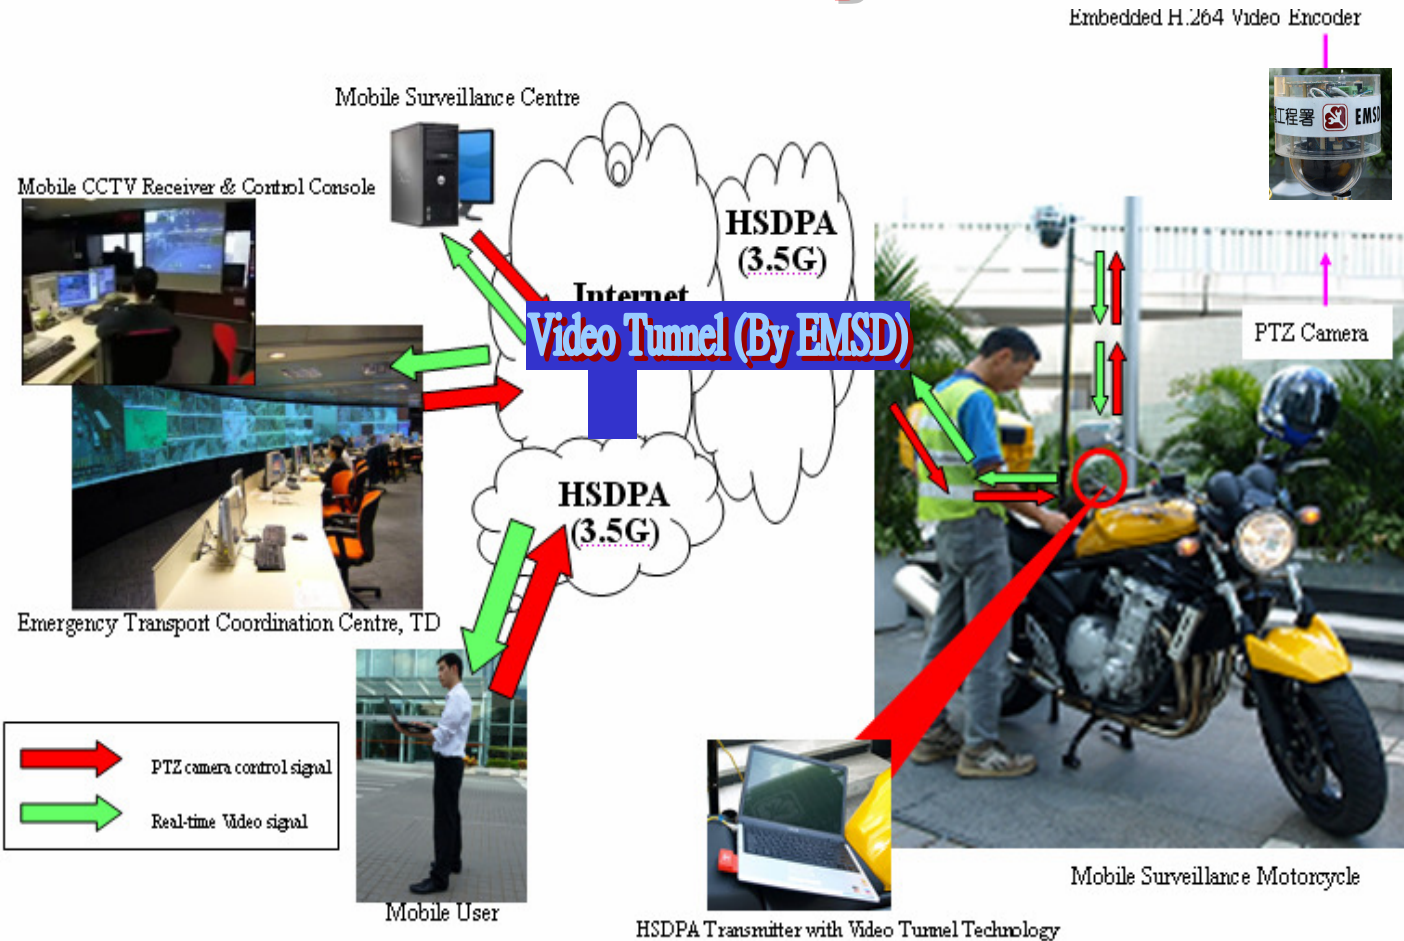 Embedded H.264 Video Encoder
Mobile Surveillance Centre
工程署 EMSD
Mobile CCTV Receiver & Control Console
HSDPA
(3.5G)
Internet
Video Tunnel (By EMSD)
PTZ Camera
HSDPA
(3.5G)
Emergency Transport Coordination Centre, TD
PTZ camera control signal
Real-time Video signal
Mobile Surveillance Motorcycle
Mobile User
HSDPA Transmitter with Video Tunnel Technology